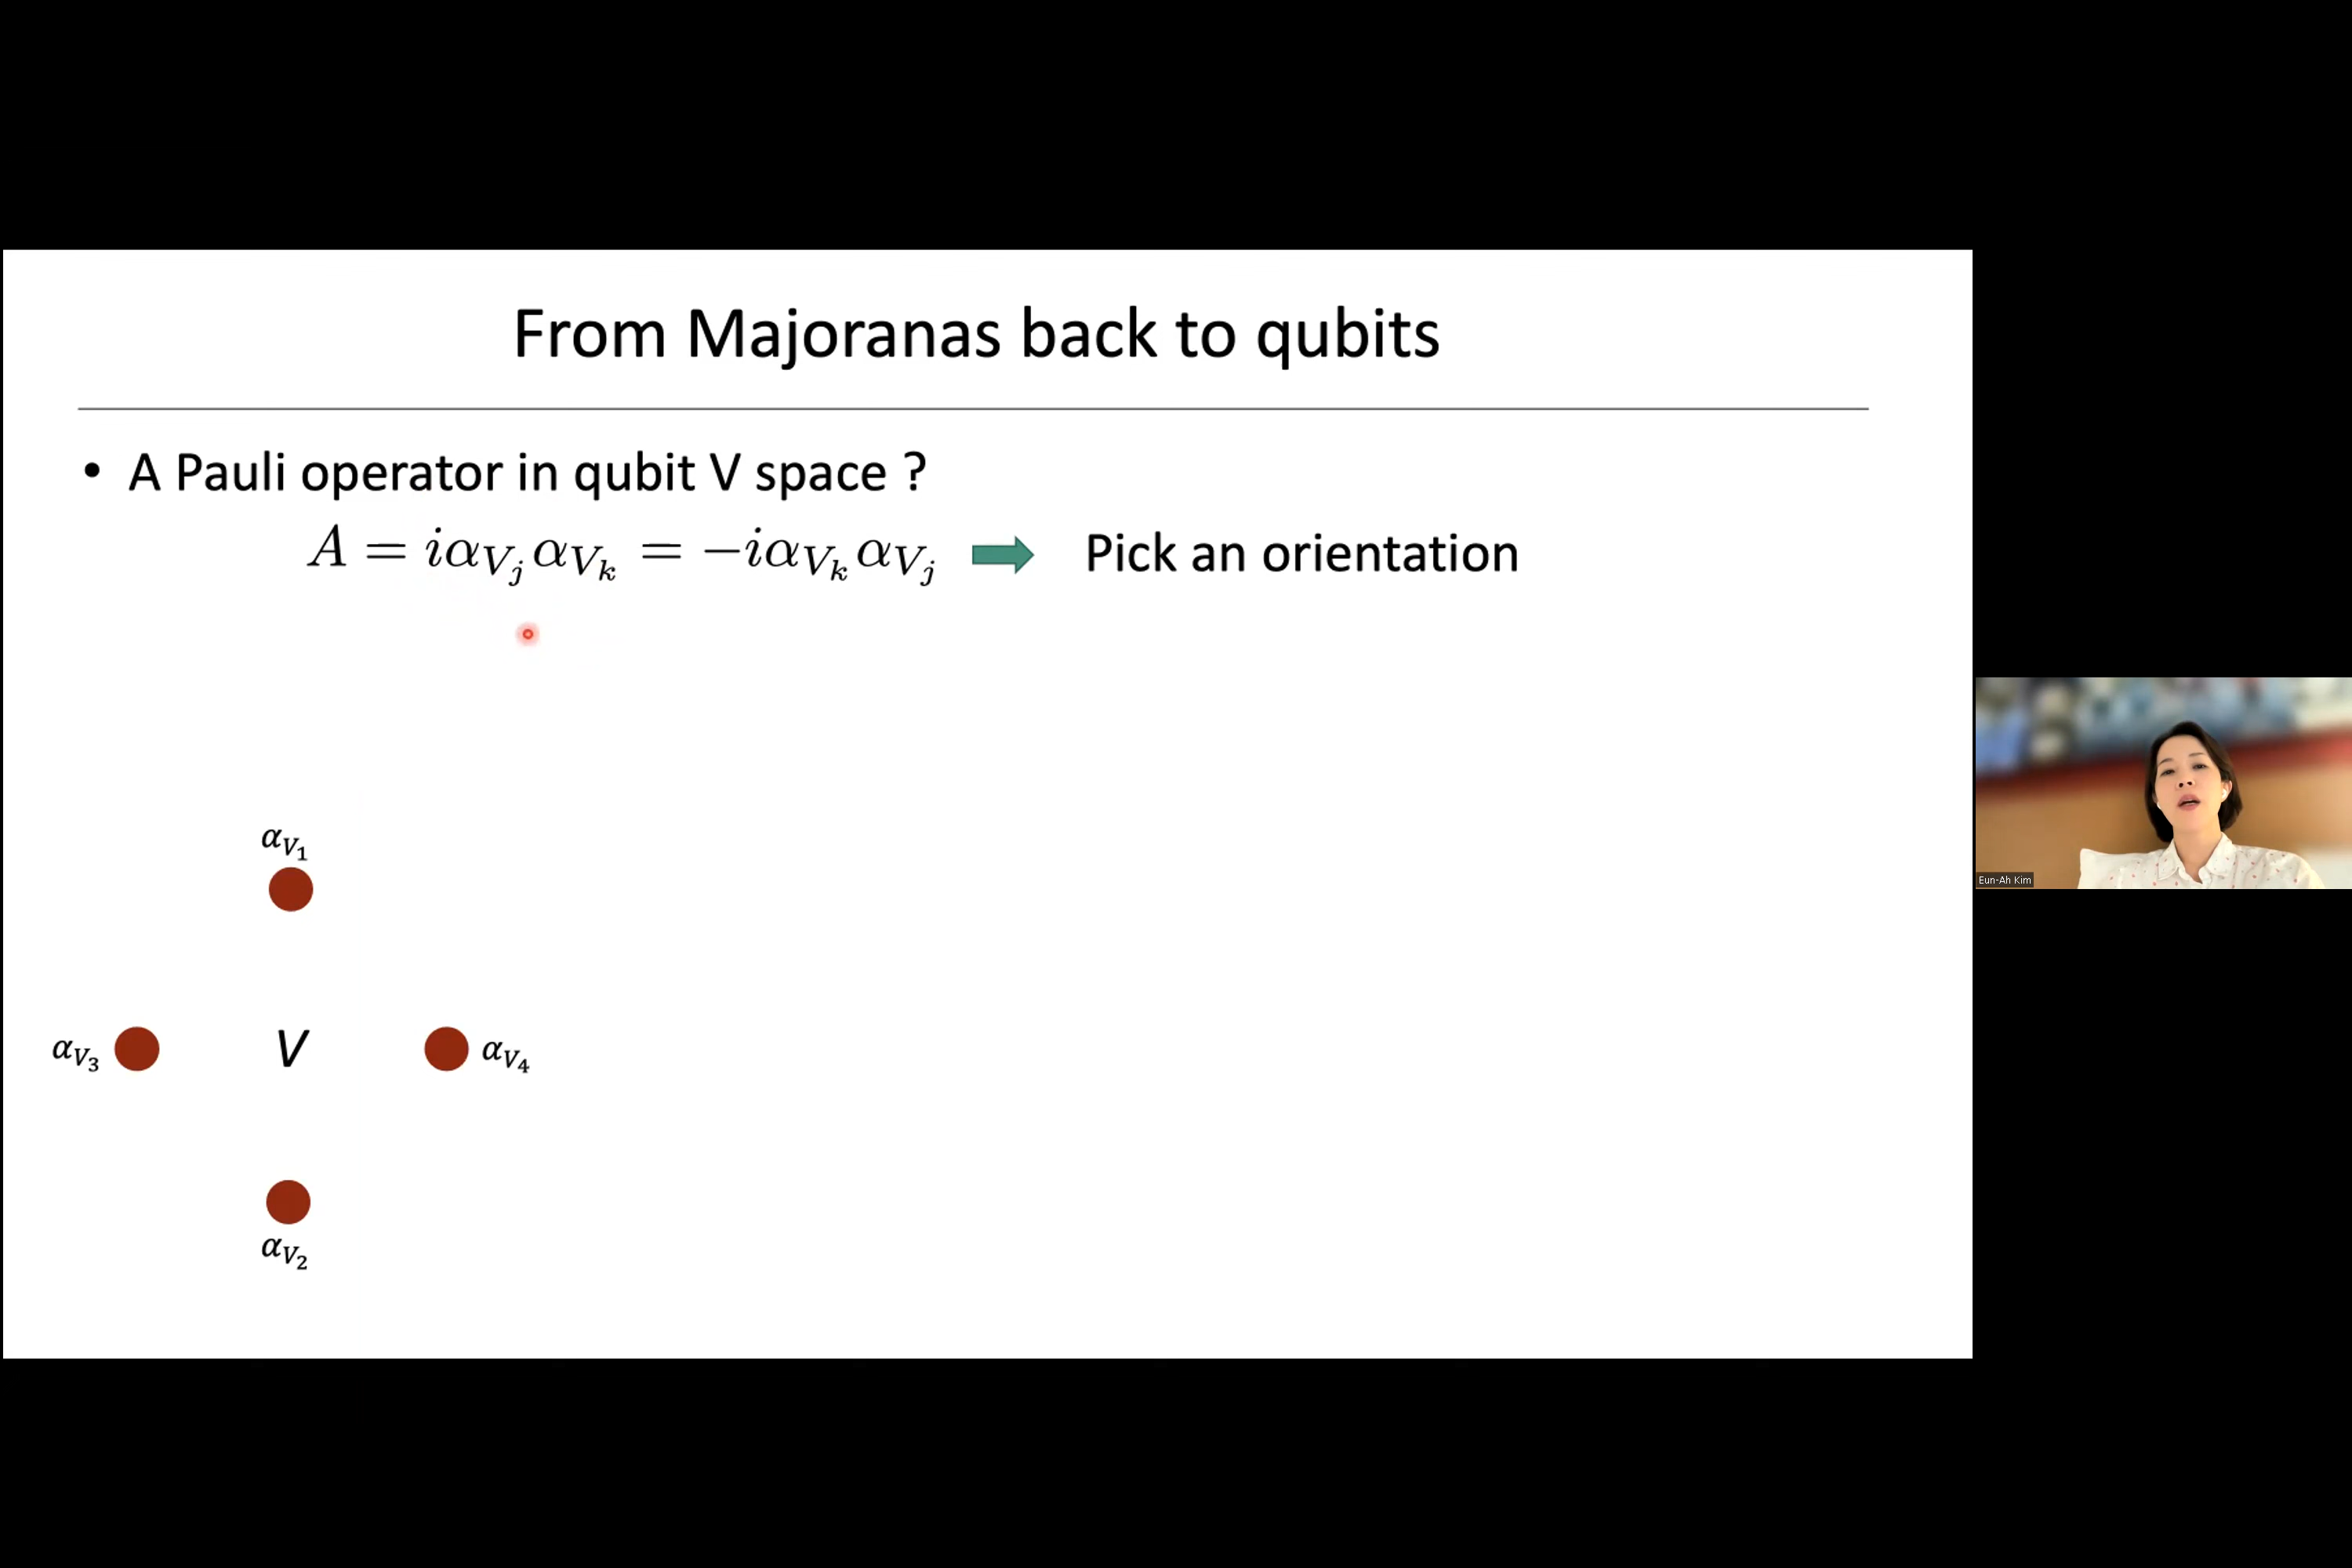 From Majoranas back to qubits
• A Pauli operator in qubit V space ?
A = iα_{V_j}α_{V_k} = −iα_{V_k}α_{V_j} Pick an orientation
α_{V_1}
α_{V_3} V α_{V_4}
α_{V_2}
Eun-Ah Kim